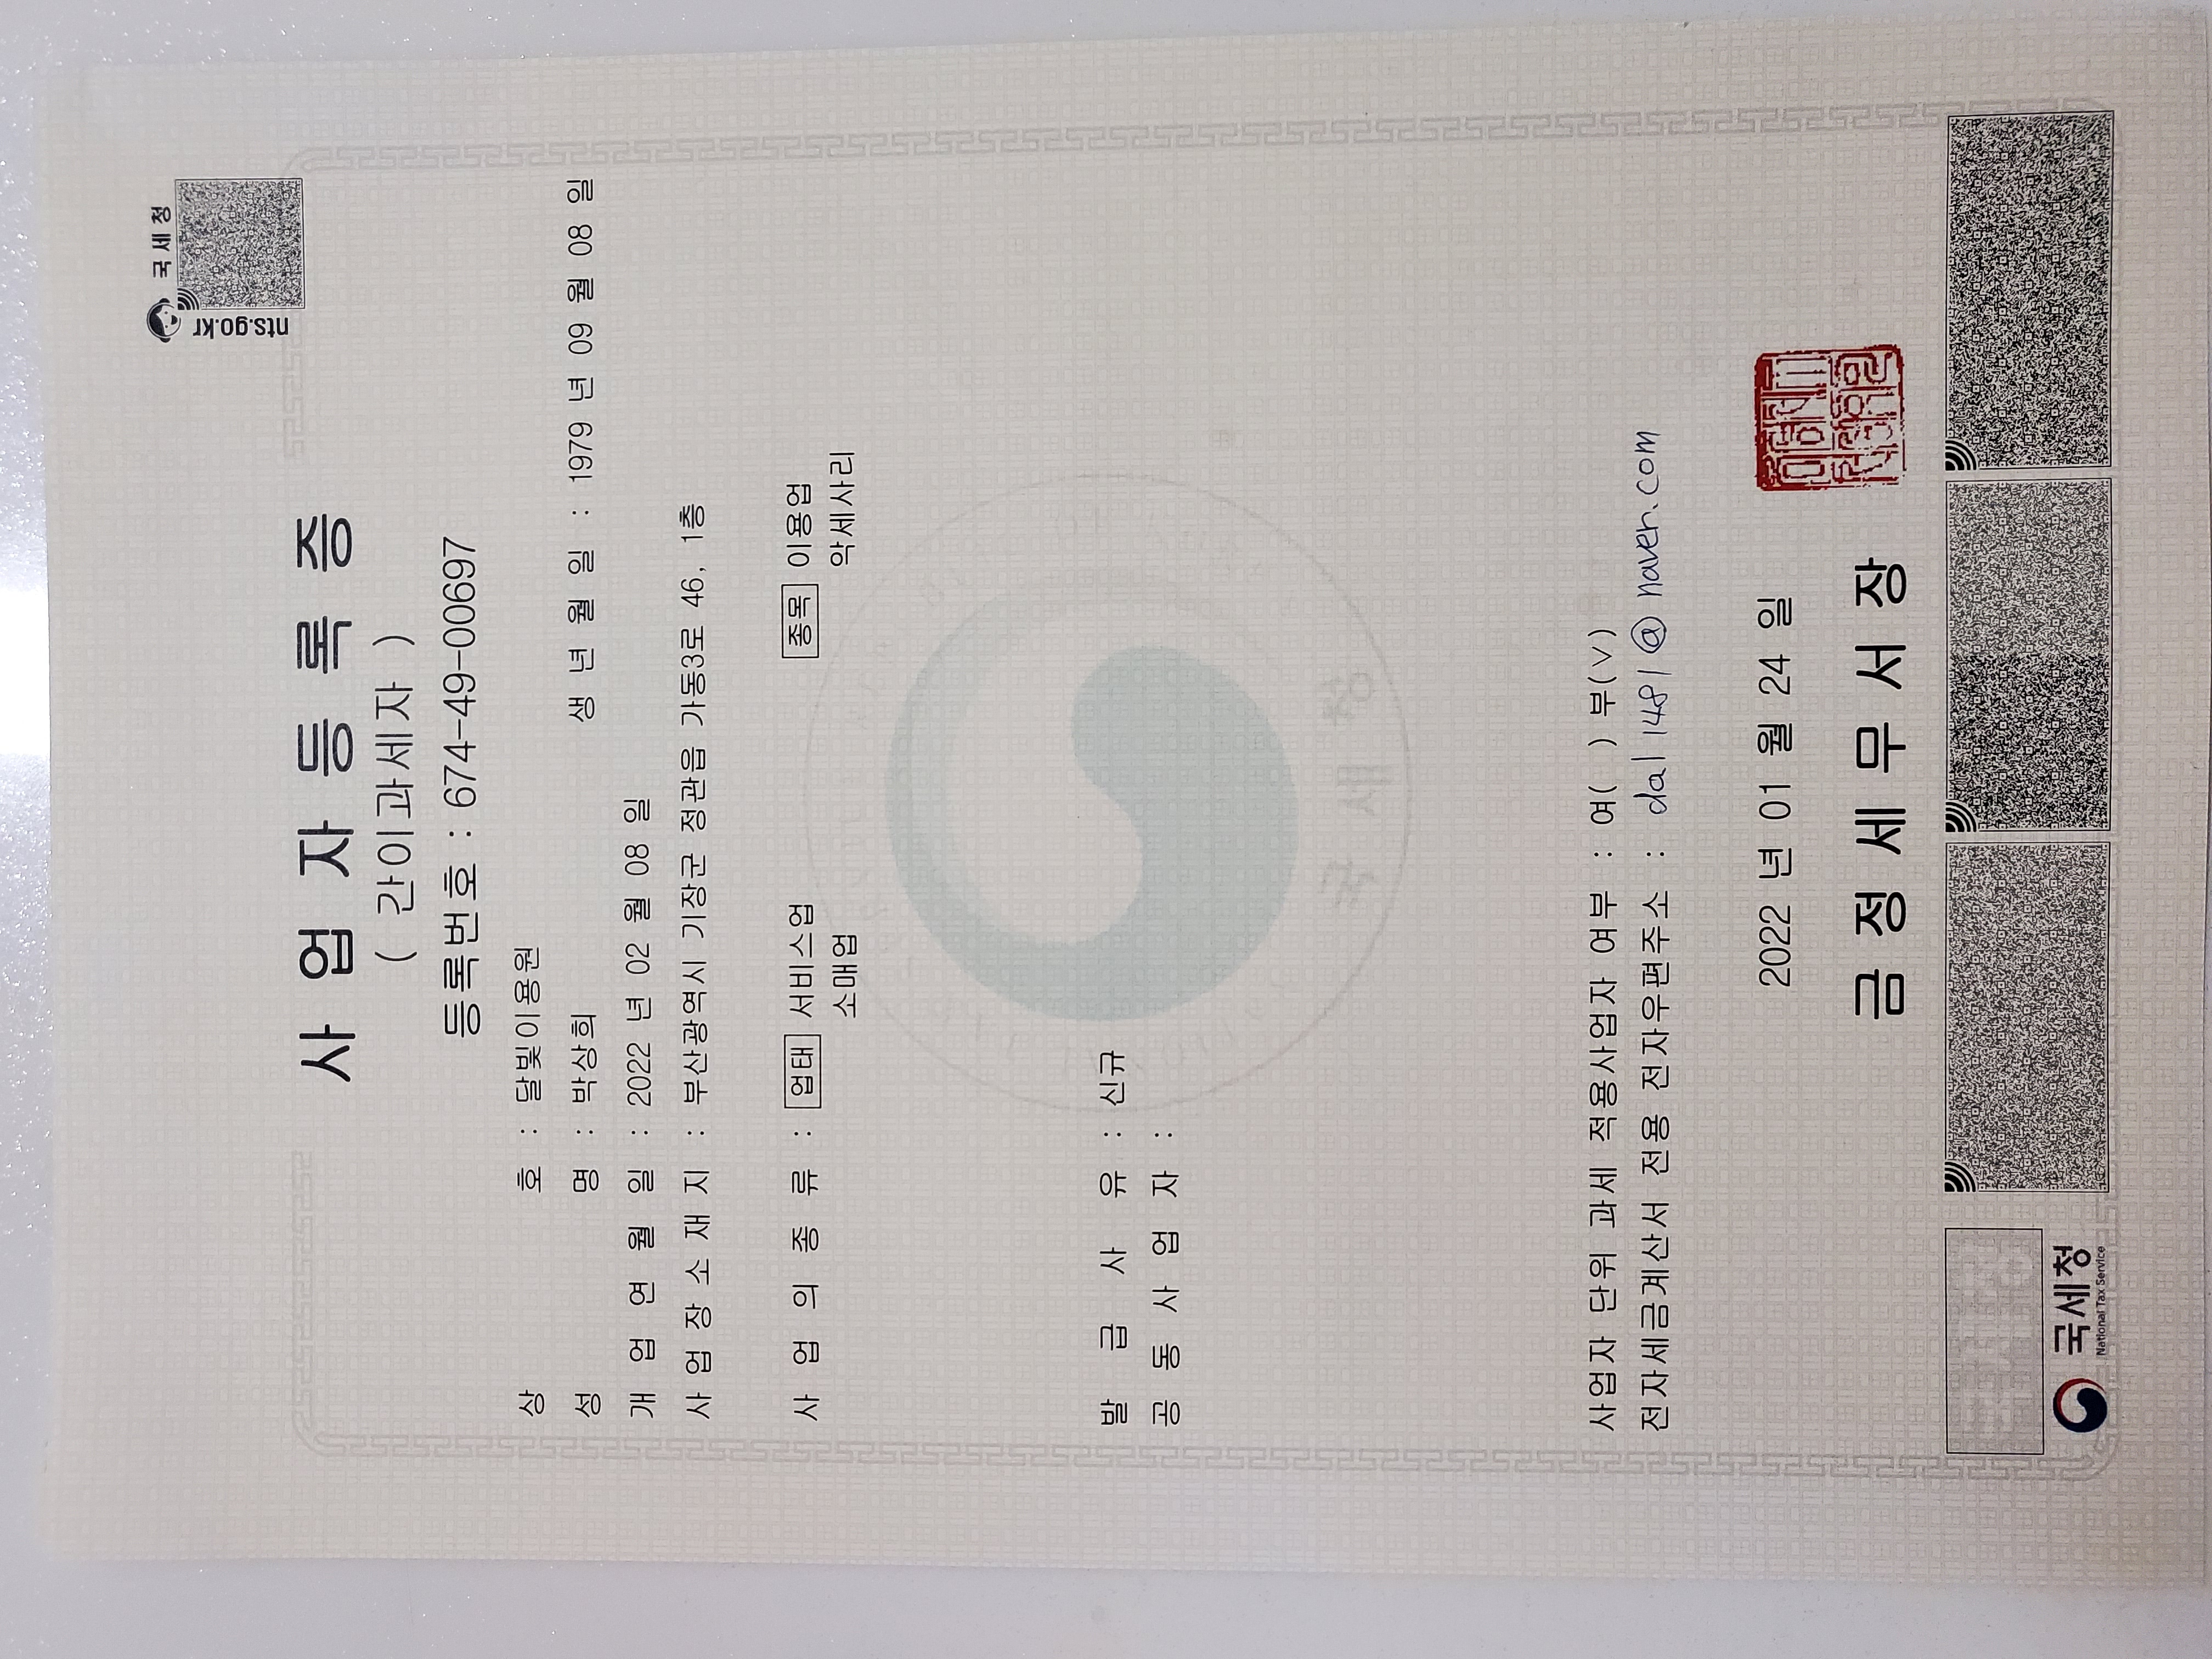 국세청
nts.go.kr
사업자등록증
( 간이과세자 )
등록번호 : 674-49-00697
상 호 : 달빛이용원
성 명 : 박상희 생 년 월 일 : 1979 년 09 월 08 일
개 업 연 월 일 : 2022 년 02 월 08 일
사 업 장 소 재 지 : 부산광역시 기장군 정관읍 가동3로 46, 1층
사 업 의 종 류 : 업태 서비스업 종목 이용업
소매업 악세사리
발 급 사 유 : 신규
공 동 사 업 자 :
사업자 단위 과세 적용사업자 여부 : 여( ) 부(∨)
전자세금계산서 전용 전자우편주소 : dal1481@naver.com
2022 년 01 월 24 일
금 정 세 무 서 장
국세청
National Tax Service